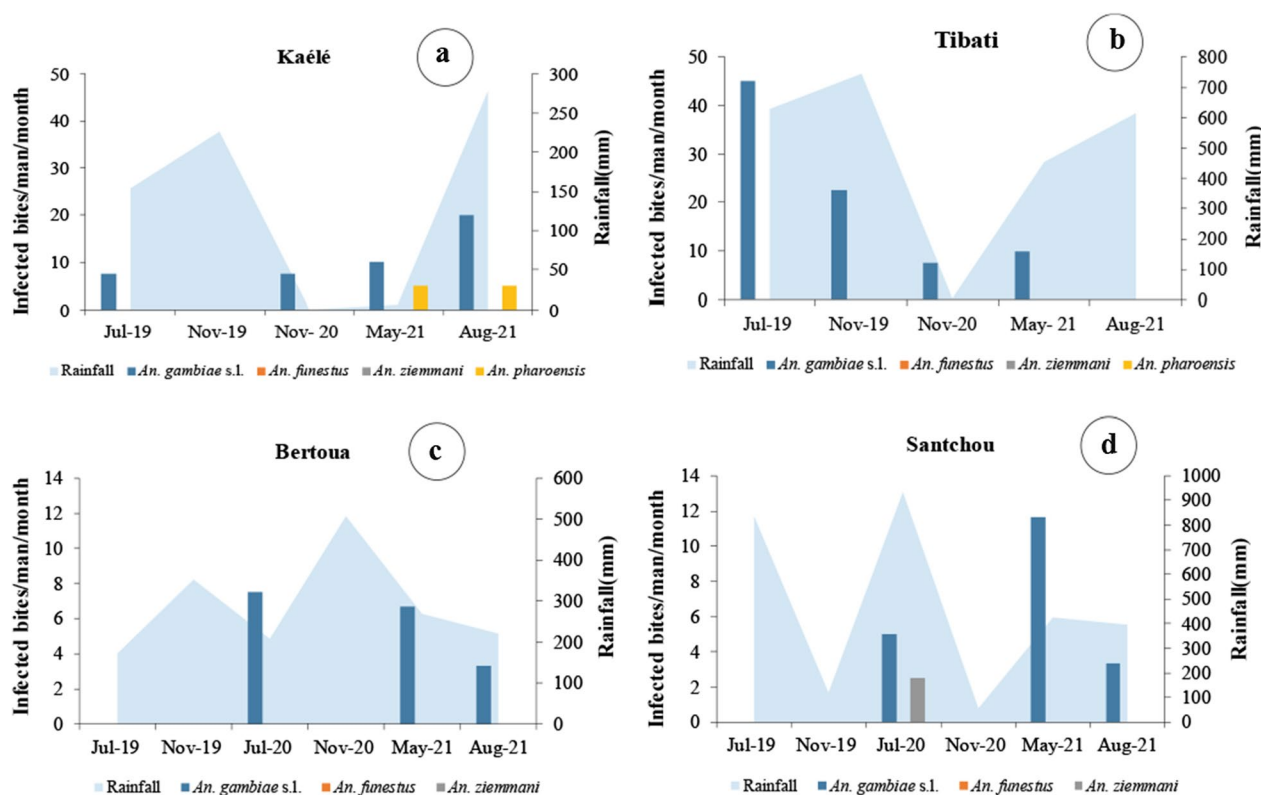 Kaélé
a
Infected bites/man/month
50
40
30
20
10
0
300
250
200
150
100
50
0
Rainfall(mm)
Jul-19 Nov-19 Nov- 20 May-21 Aug-21
Rainfall An. gambiae s.l. An. funestus An. ziemmani An. pharoensis
Tibati
b
Infected bites/man/month
50
40
30
20
10
0
800
700
600
500
400
300
200
100
0
Rainfall(mm)
Jul-19 Nov-19 Nov-20 May- 21 Aug-21
Rainfall An. gambiae s.l. An. funestus An. ziemmani An. pharoensis
Bertoua
c
Infected bites/man/month
14
12
10
8
6
4
2
0
600
500
400
300
200
100
0
Rainfall(mm)
Jul-19 Nov-19 Jul-20 Nov-20 May-21 Aug-21
Rainfall An. gambiae s.l. An. funestus An. ziemmani
Santchou
d
Infected bites/man/month
14
12
10
8
6
4
2
0
1000
900
800
700
600
500
400
300
200
100
0
Rainfall(mm)
Jul-19 Nov-19 Jul-20 Nov-20 May-21 Aug-21
Rainfall An. gambiae s.l. An. funestus An. ziemmani